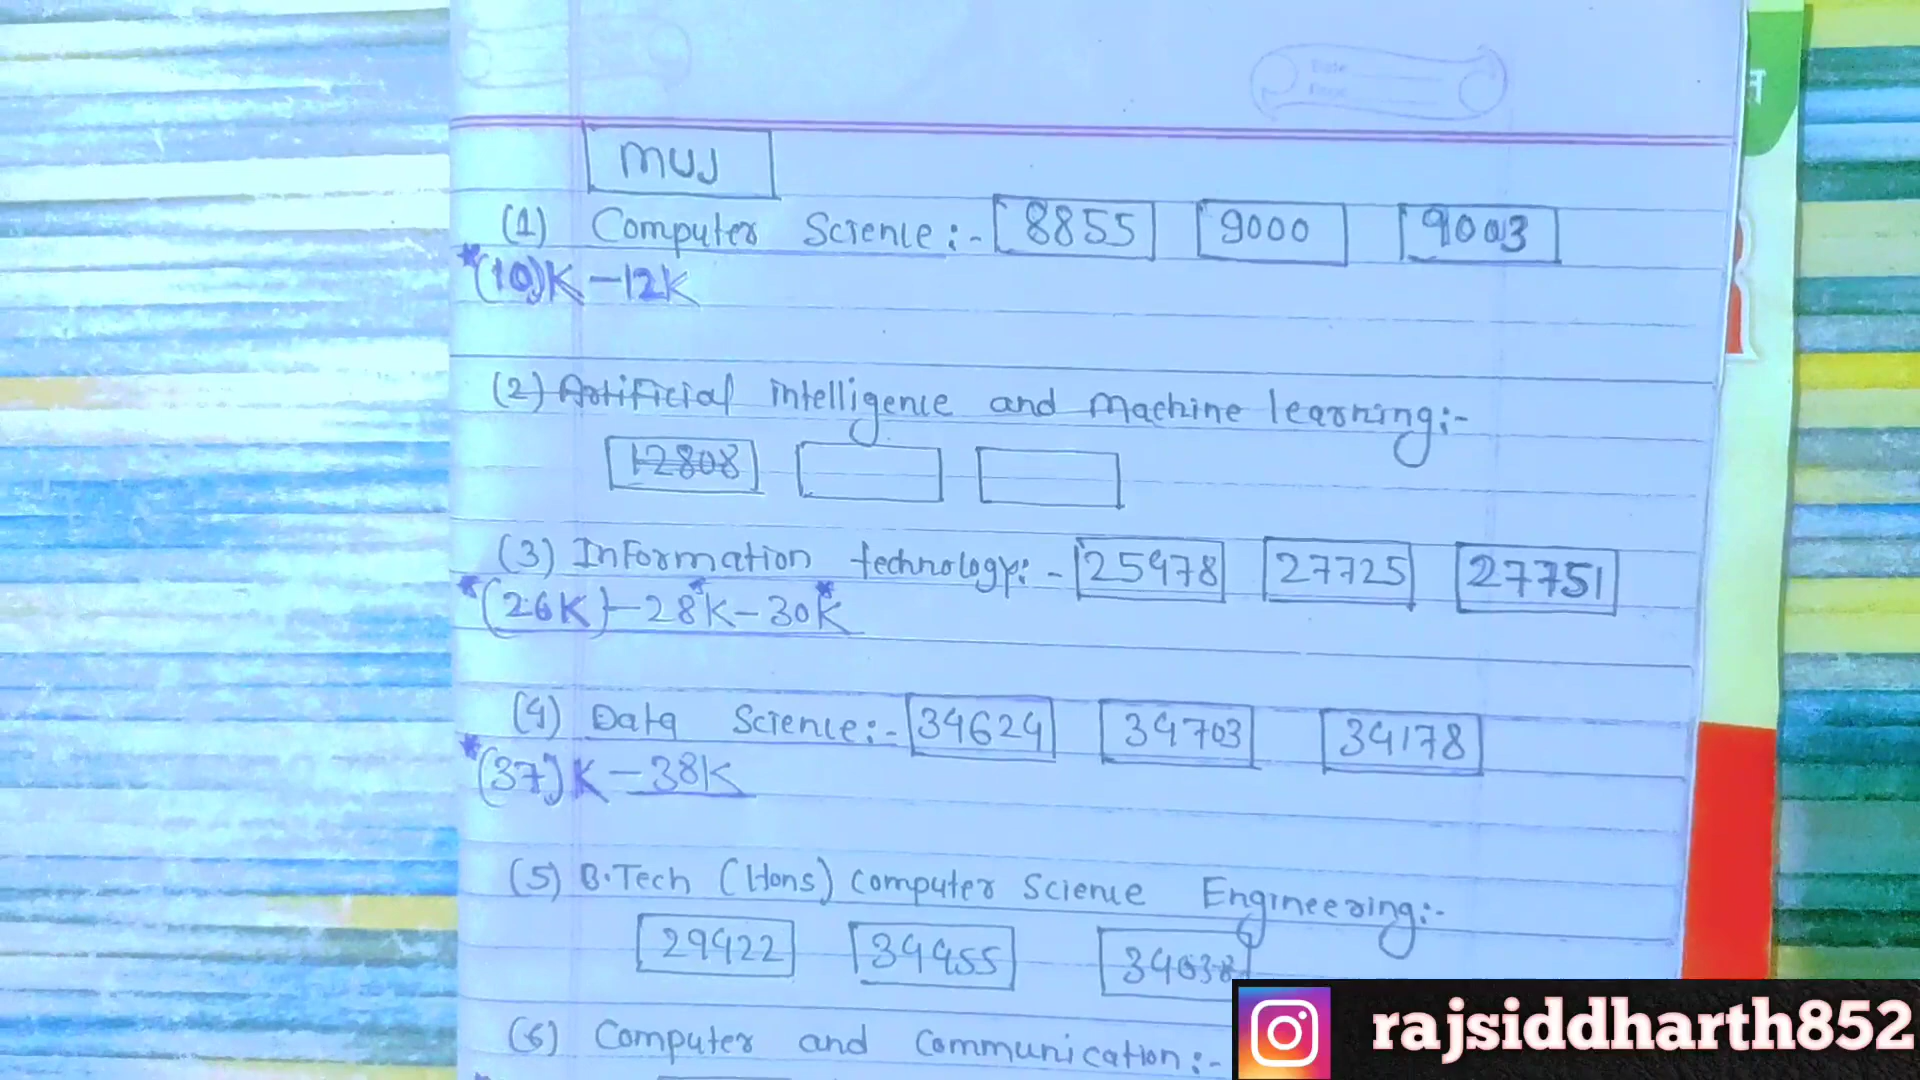 MUJ
(1) Computer Science:- 8855 9000 9003
*(10)K-12K
(2) Artificial intelligence and Machine learning:-
12808
(3) Information technology:- 25978 27725 27751
*(26K)-28K-30K
(4) Data Science:- 34624 34703 34178
*(37)K-38K
(5) B.Tech (Hons) Computer Science Engineering:-
29422 34455
(6) Computer and Communication:-
rajsiddharth852